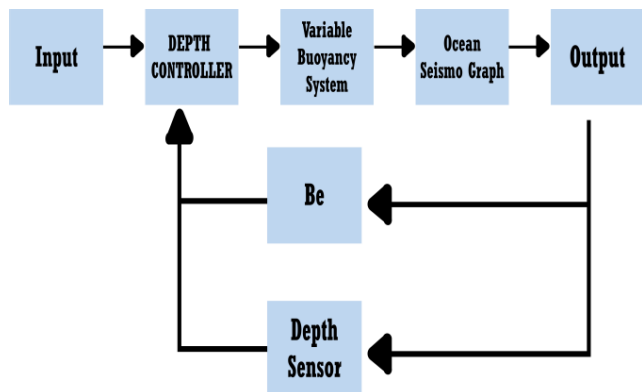 Input
DEPTH
CONTROLLER
Variable
Buoyancy
System
Ocean
Seismo Graph
Output
Be
Depth
Sensor